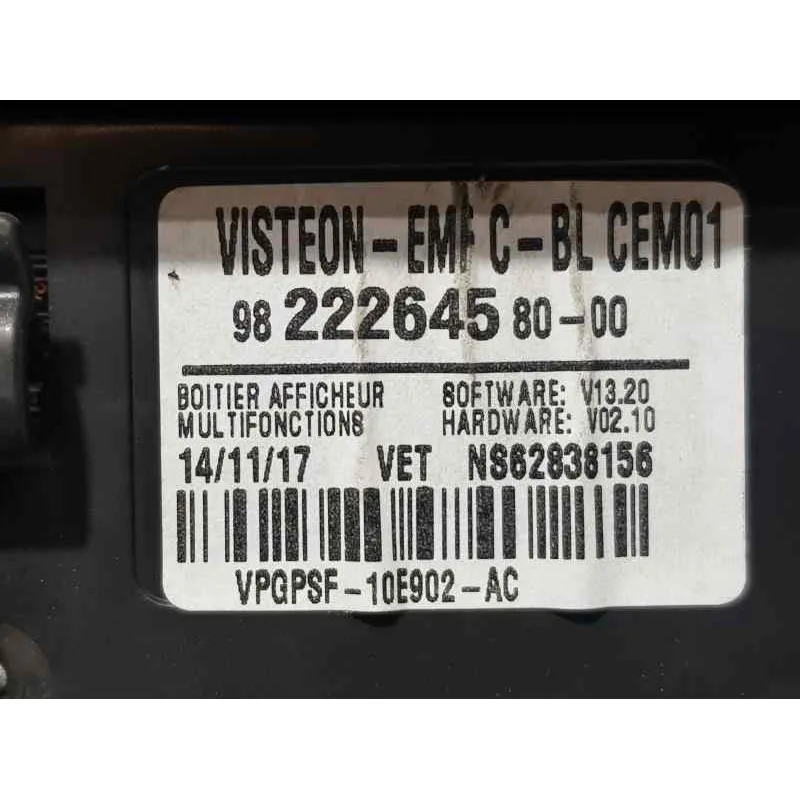 VISTEON-EMF C-BL CEM01
98 222645 80-00
BOITIER AFFICHEUR SOFTWARE: V13.20
MULTIFONCTIONS HARDWARE: V02.10
14/11/17 VET NS62838156
VPGPSF-10E902-AC